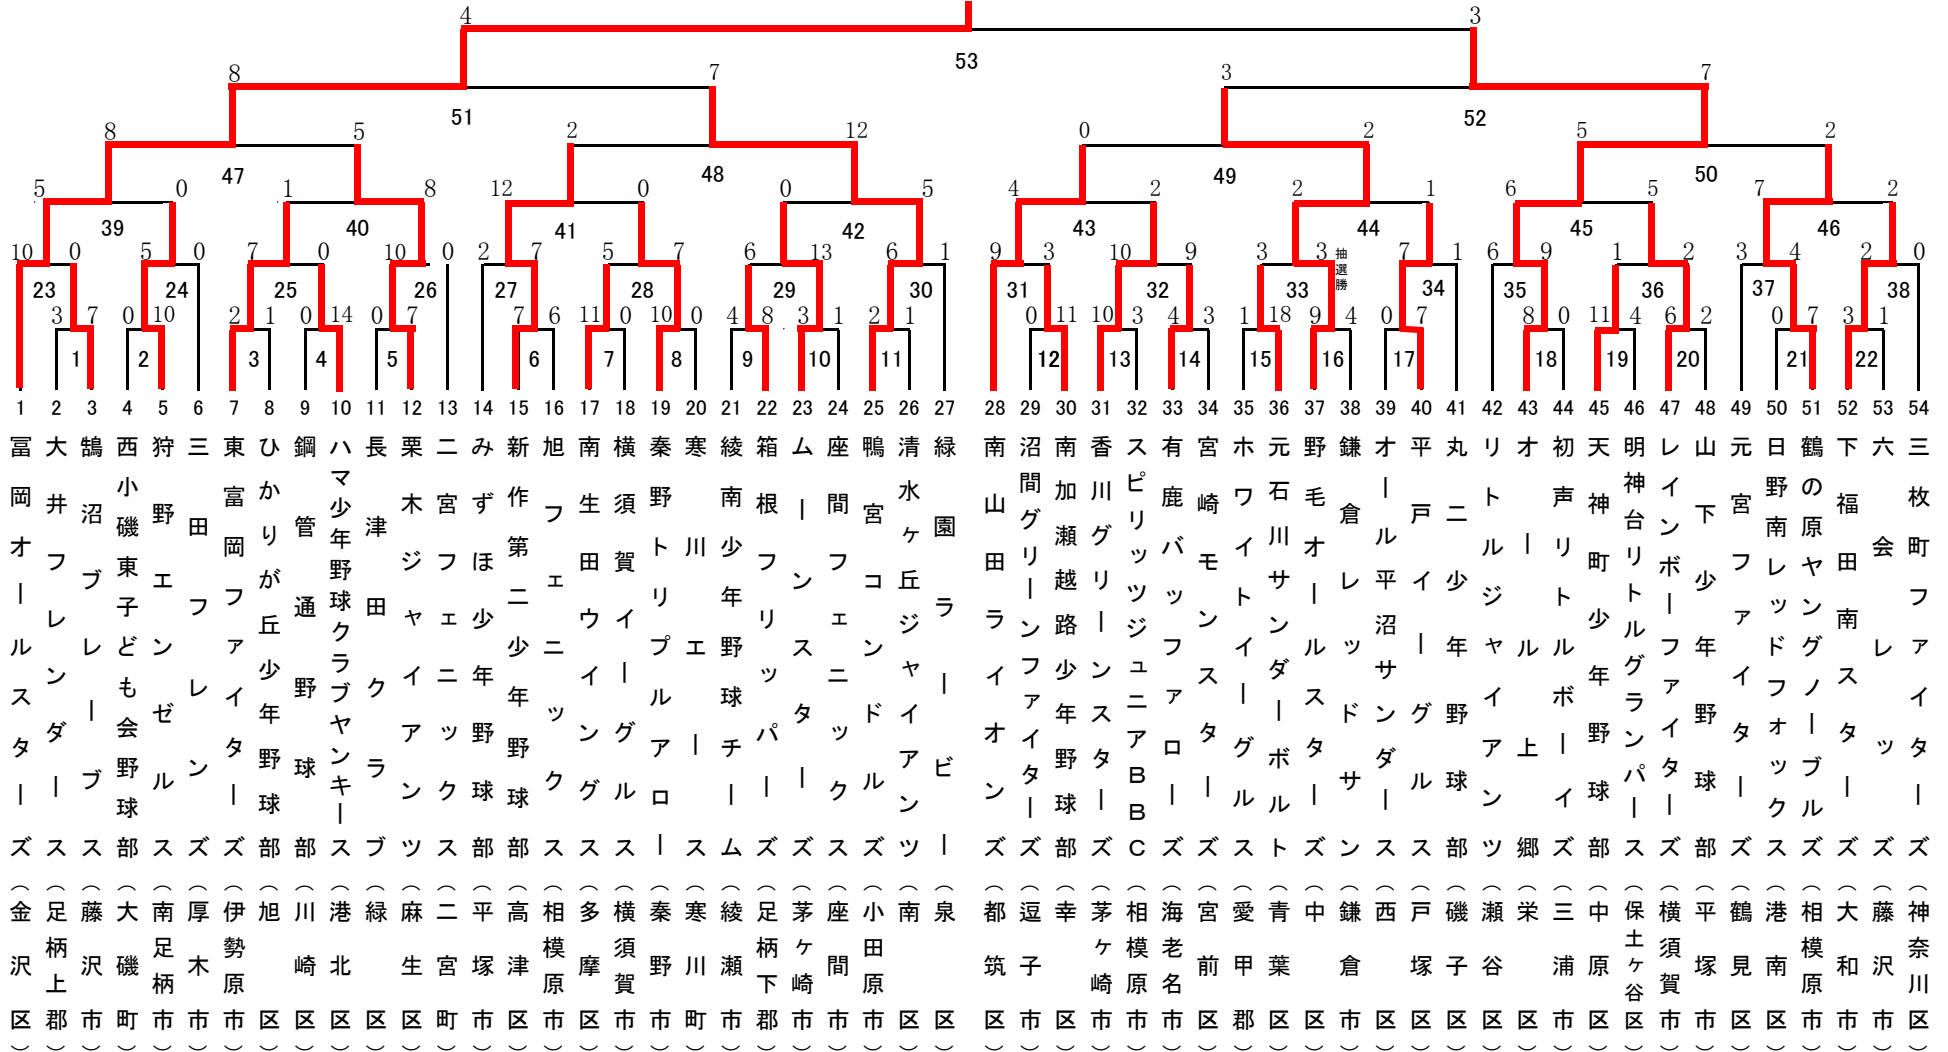 4 3
53
8 7 3 7
51 52
8 5 2 12 0 2 5 2
47 48 49 50
5 0 1 8 12 0 0 5 4 2 2 1 6 5 7 2
39 40 41 42 43 44 45 46
10 0 5 0 7 0 10 0 2 7 5 7 6 13 6 1 9 3 10 9 3 3 抽選勝 7 1 6 9 1 2 3 4 2 0
23 24 25 26 27 28 29 30 31 32 33 34 35 36 37 38
3 7 0 10 2 1 0 14 0 7 7 6 11 0 10 0 4 8 3 1 2 1 0 11 10 3 4 3 1 18 9 4 0 7 8 0 11 4 6 2 0 7 3 1
1 2 3 4 5 6 7 8 9 10 11 12 13 14 15 16 17 18 19 20 21 22
1 冨岡オールスターズ（金沢区）
2 大井フレンダース（足柄上郡）
3 鵠沼ブレーブス（藤沢市）
4 西小磯東子ども会野球部（大磯町）
5 狩野エンゼルス（南足柄市）
6 三田フレンズ（厚木市）
7 東富岡ファイターズ（伊勢原市）
8 ひかりが丘少年野球部（旭区）
9 鋼管通野球部（川崎区）
10 ハマ少年野球クラブヤンキース（港北区）
11 長津田クラブ（緑区）
12 栗木ジャイアンツ（麻生区）
13 二宮フェニックス（二宮町）
14 みずほ少年野球部（平塚市）
15 新作第二少年野球部（高津区）
16 旭フェニックス（相模原市）
17 南生田ウイングス（多摩区）
18 横須賀イーグルス（横須賀市）
19 秦野トリプルアロー（秦野市）
20 寒川エース（寒川町）
21 綾南少年野球チーム（綾瀬市）
22 箱根フリッパーズ（足柄下郡）
23 ムーンスターズ（茅ヶ崎市）
24 座間フェニックス（座間市）
25 鴨宮コンドルズ（小田原市）
26 清水ヶ丘ジャイアンツ（南区）
27 緑園ラービー（泉区）
28 南山田ライオンズ（都筑区）
29 沼間グリーンファイターズ（逗子市）
30 南加瀬越路少年野球部（幸区）
31 香川グリーンスターズ（茅ヶ崎市）
32 スピリッツジュニアBBC（相模原市）
33 有鹿バッファローズ（海老名市）
34 宮崎モンスターズ（宮前区）
35 ホワイトイーグルス（愛甲郡）
36 元石川サンダーボルト（青葉区）
37 野毛オールスターズ（中区）
38 鎌倉レッドサン（鎌倉市）
39 オール平沼サンダース（西区）
40 平戸イーグルス（戸塚区）
41 丸二少年野球部（磯子区）
42 リトルジャイアンツ（瀬谷区）
43 オール上郷（栄区）
44 初声リトルボーイズ（三浦市）
45 天神町少年野球部（中原区）
46 明神台リトルグランパース（保土ヶ谷区）
47 レインボーファイターズ（横須賀市）
48 山下少年野球部（平塚市）
49 元宮ファイターズ（鶴見区）
50 日野南レッドフォックス（港南区）
51 鶴の原ヤングノーブルズ（相模原市）
52 下福田南スターズ（大和市）
53 六会レッズ（藤沢市）
54 三枚町ファイターズ（神奈川区）